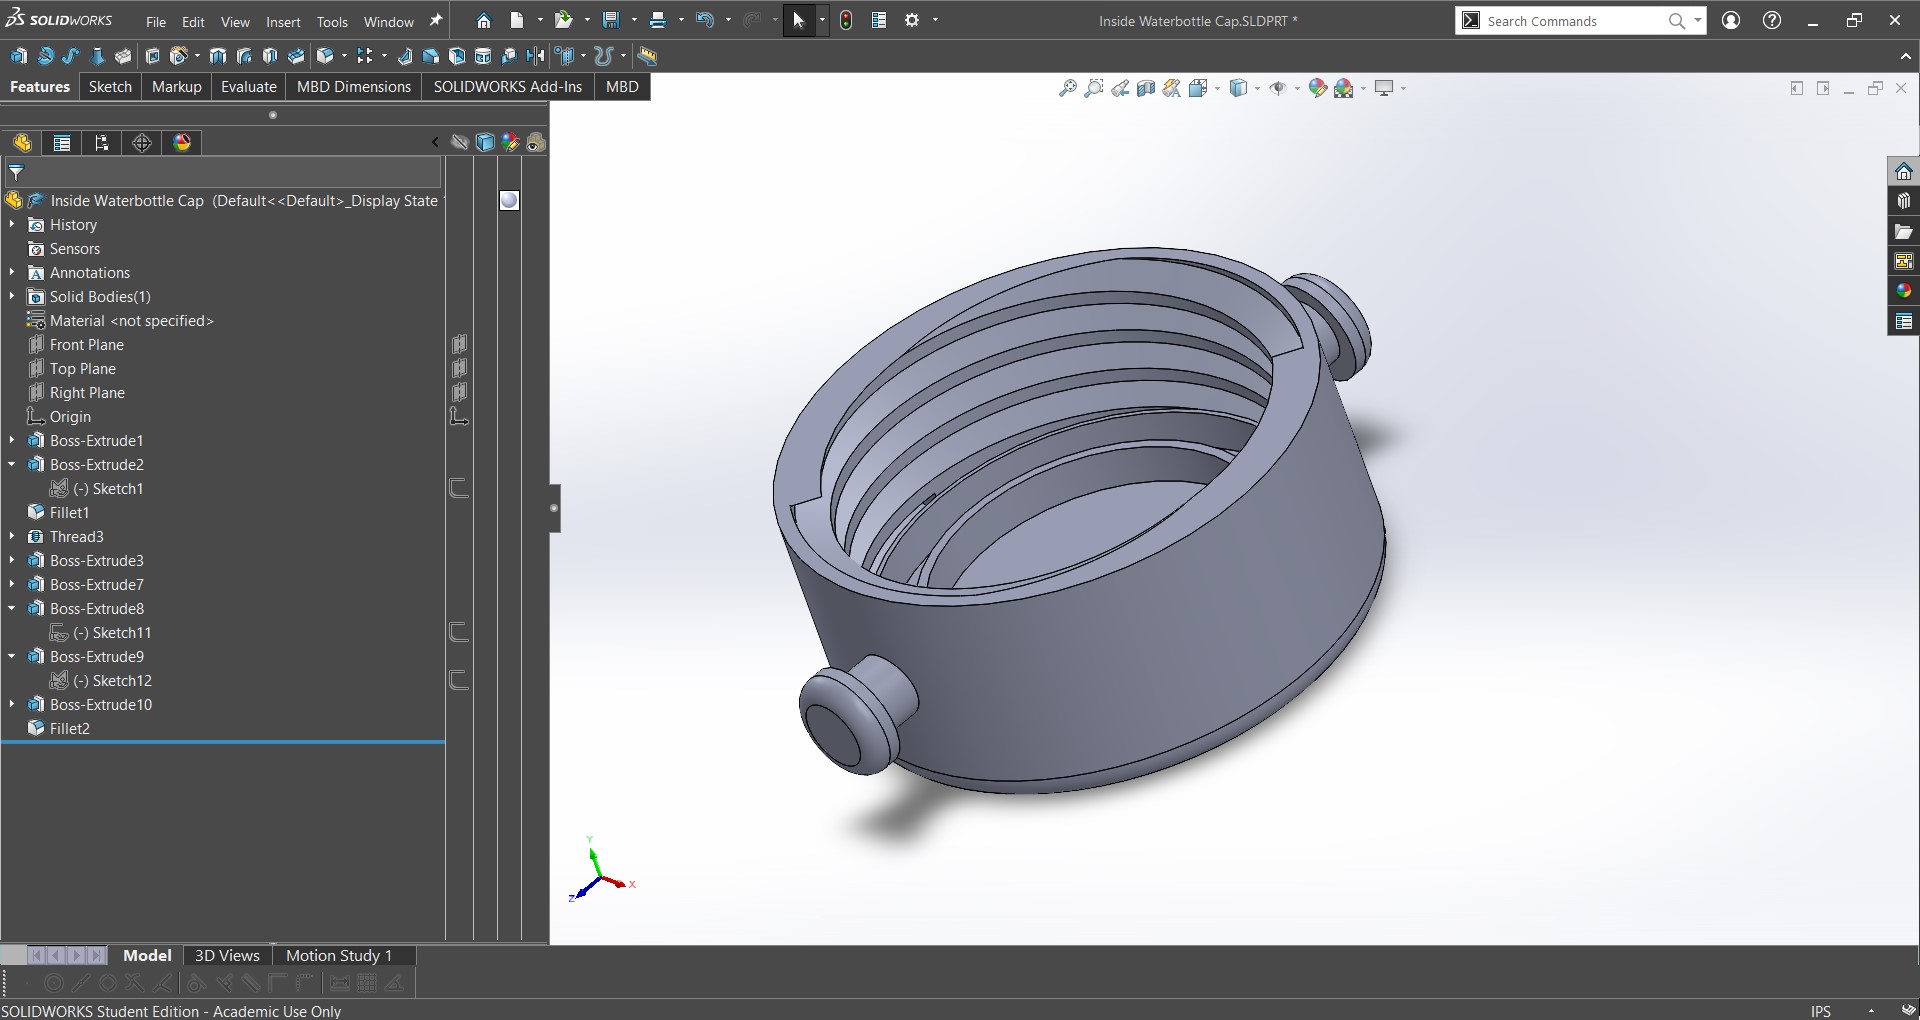 SOLIDWORKS File Edit View Insert Tools Window Inside Waterbottle Cap.SLDPRT * Search Commands
Features Sketch Markup Evaluate MBD Dimensions SOLIDWORKS Add-Ins MBD
Inside Waterbottle Cap (Default<<Default>_Display State
History
Sensors
Annotations
Solid Bodies(1)
Material <not specified>
Front Plane
Top Plane
Right Plane
Origin
Boss-Extrude1
Boss-Extrude2
(-) Sketch1
Fillet1
Thread3
Boss-Extrude3
Boss-Extrude7
Boss-Extrude8
(-) Sketch11
Boss-Extrude9
(-) Sketch12
Boss-Extrude10
Fillet2
Y
X
Z
Model 3D Views Motion Study 1
SOLIDWORKS Student Edition - Academic Use Only IPS